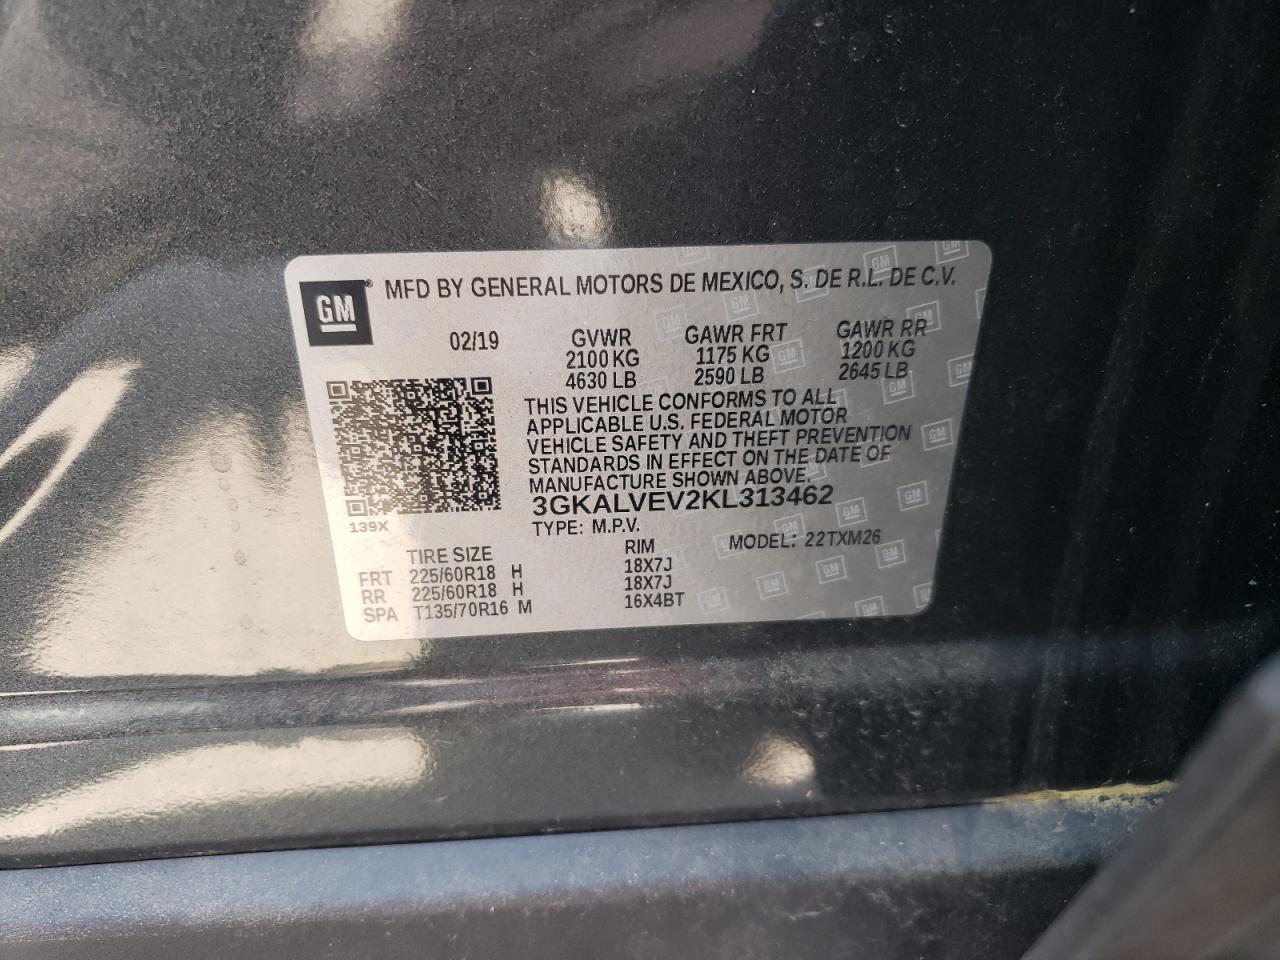 GM ® MFD BY GENERAL MOTORS DE MEXICO, S. DE R.L. DE C.V.
02/19 GVWR GAWR FRT GAWR RR
2100 KG 1175 KG 1200 KG
4630 LB 2590 LB 2645 LB
THIS VEHICLE CONFORMS TO ALL
APPLICABLE U.S. FEDERAL MOTOR
VEHICLE SAFETY AND THEFT PREVENTION
STANDARDS IN EFFECT ON THE DATE OF
MANUFACTURE SHOWN ABOVE.
3GKALVEV2KL313462
139X TYPE: M.P.V. MODEL: 22TXM26
TIRE SIZE RIM
FRT 225/60R18 H 18X7J
RR 225/60R18 H 18X7J
SPA T135/70R16 M 16X4BT